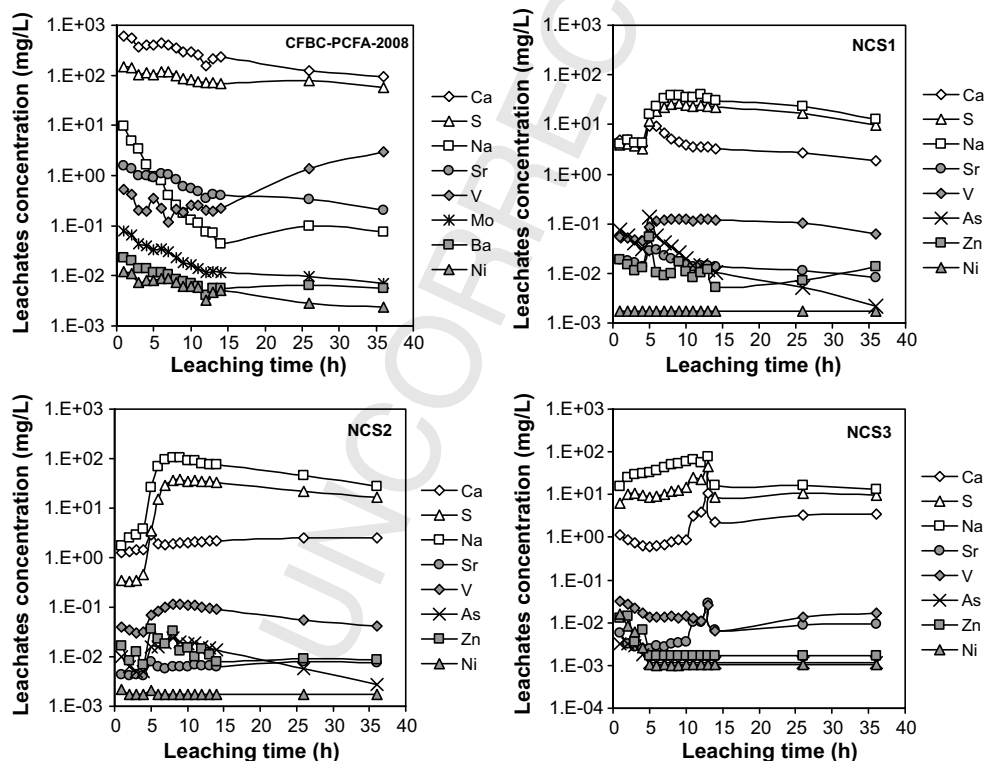 CFBC-PCFA-2008
Leachates concentration (mg/L)
1.E+03
1.E+02
1.E+01
1.E+00
1.E-01
1.E-02
1.E-03
0 5 10 15 20 25 30 35 40
Leaching time (h)
Ca
S
Na
Sr
V
Mo
Ba
Ni
NCS1
Leachates concentration (mg/L)
1.E+03
1.E+02
1.E+01
1.E+00
1.E-01
1.E-02
1.E-03
0 5 10 15 20 25 30 35 40
Leaching time (h)
Ca
S
Na
Sr
V
As
Zn
Ni
NCS2
Leachates concentration (mg/L)
1.E+03
1.E+02
1.E+01
1.E+00
1.E-01
1.E-02
1.E-03
0 5 10 15 20 25 30 35 40
Leaching time (h)
Ca
S
Na
Sr
V
As
Zn
Ni
NCS3
Leachates concentration (mg/L)
1.E+03
1.E+02
1.E+01
1.E+00
1.E-01
1.E-02
1.E-03
1.E-04
0 5 10 15 20 25 30 35 40
Leaching time (h)
Ca
S
Na
Sr
V
As
Zn
Ni
UNCORREC